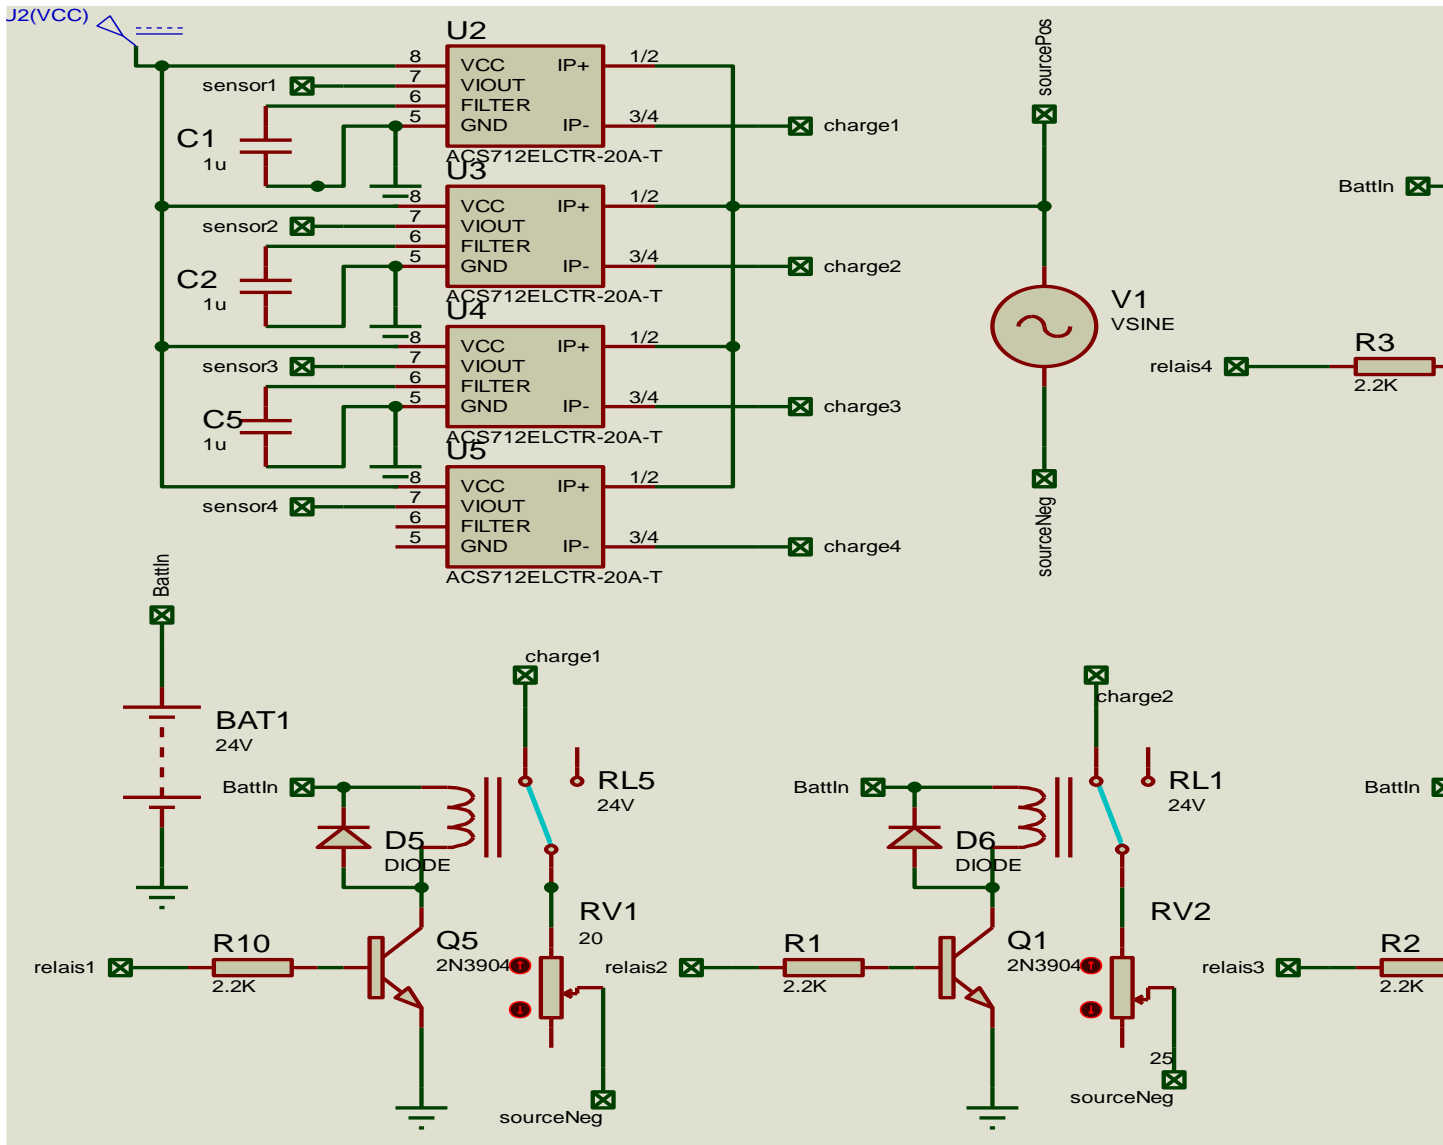 U2(VCC)
U2
8 VCC IP+ 1/2
sensor1 7 VIOUT
6 FILTER
5 GND IP- 3/4 charge1
C1
1u
ACS712ELCTR-20A-T
sourcePos
U3
8 VCC IP+ 1/2
sensor2 7 VIOUT
6 FILTER
5 GND IP- 3/4 charge2
C2
1u
ACS712ELCTR-20A-T
BattIn
U4
8 VCC IP+ 1/2
sensor3 7 VIOUT
6 FILTER
5 GND IP- 3/4 charge3
C5
1u
ACS712ELCTR-20A-T
V1
VSINE
relais4
R3
2.2K
U5
8 VCC IP+ 1/2
sensor4 7 VIOUT
6 FILTER
5 GND IP- 3/4 charge4
ACS712ELCTR-20A-T
sourceNeg
BattIn
BAT1
24V
charge1
BattIn
RL5
24V
D5
DIODE
RV1
20
relais1
R10
2.2K
Q5
2N3904
sourceNeg
charge2
BattIn
RL1
24V
D6
DIODE
RV2
relais2
R1
2.2K
Q1
2N3904
25
sourceNeg
BattIn
relais3
R2
2.2K